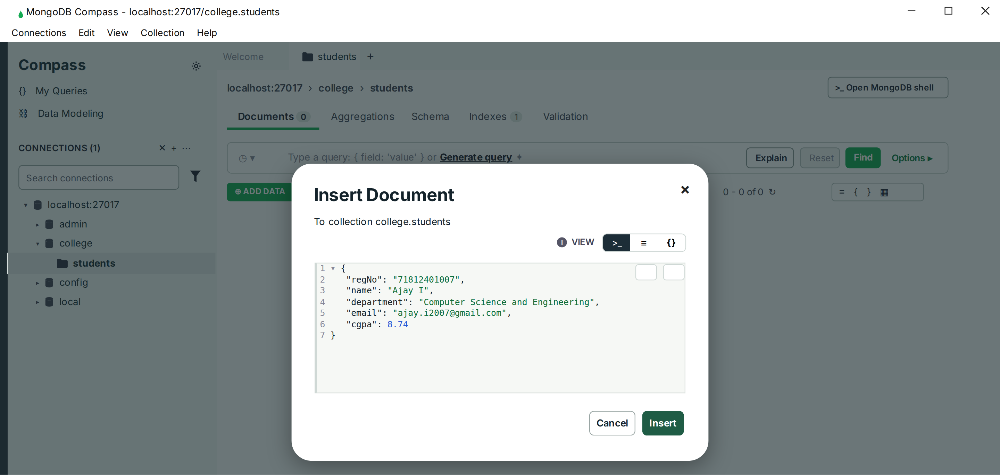 MongoDB Compass - localhost:27017/college.students
Connections Edit View Collection Help
Compass
{} My Queries
Data Modeling
CONNECTIONS (1) ✕ + ···
Search connections
▾ localhost:27017
▸ admin
▾ college
students
▸ config
▸ local
Welcome students +
localhost:27017 › college › students
>_ Open MongoDB shell
Documents 0 Aggregations Schema Indexes 1 Validation
Type a query: { field: 'value' } or Generate query ✦
Explain Reset Find Options ▸
⊕ ADD DATA
0 - 0 of 0 ↻ ≡ { } ▦
Insert Document ×
To collection college.students
i VIEW >_ ≡ {}
1 ▾ {
2 "regNo": "71812401007",
3 "name": "Ajay I",
4 "department": "Computer Science and Engineering",
5 "email": "ajay.i2007@gmail.com",
6 "cgpa": 8.74
7 }
Cancel Insert